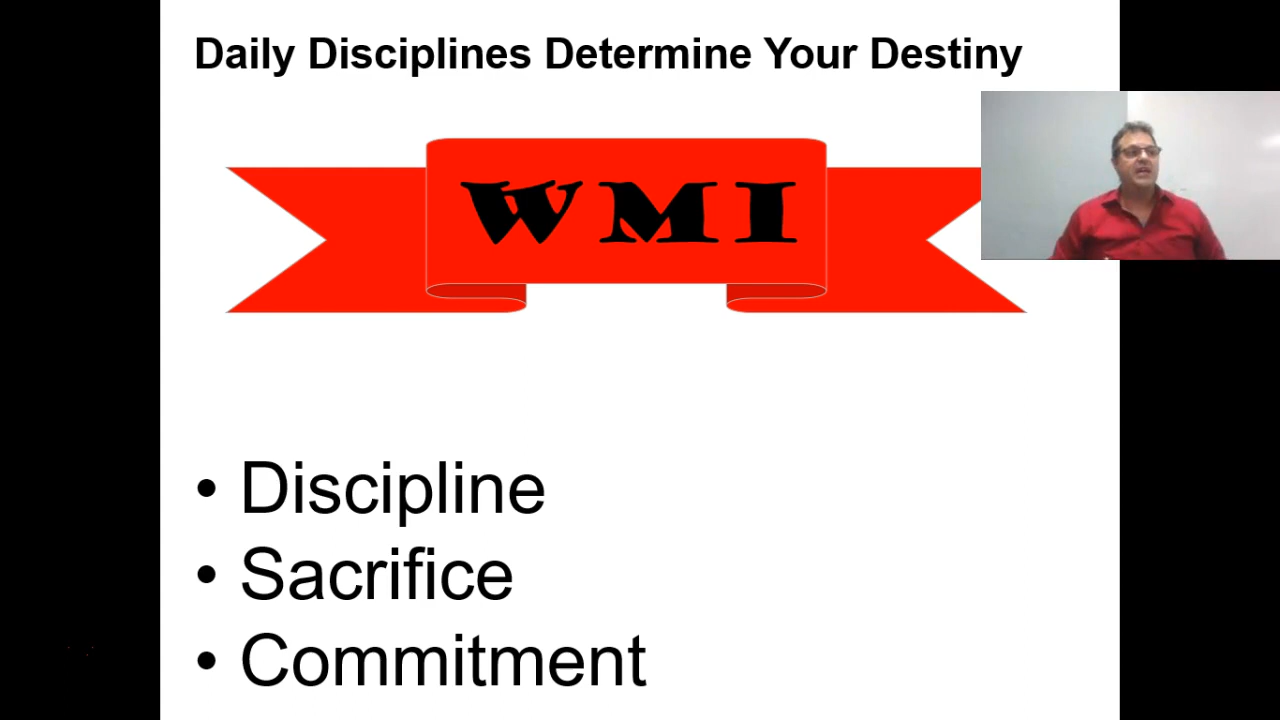 Daily Disciplines Determine Your Destiny
WMI
• Discipline
• Sacrifice
• Commitment